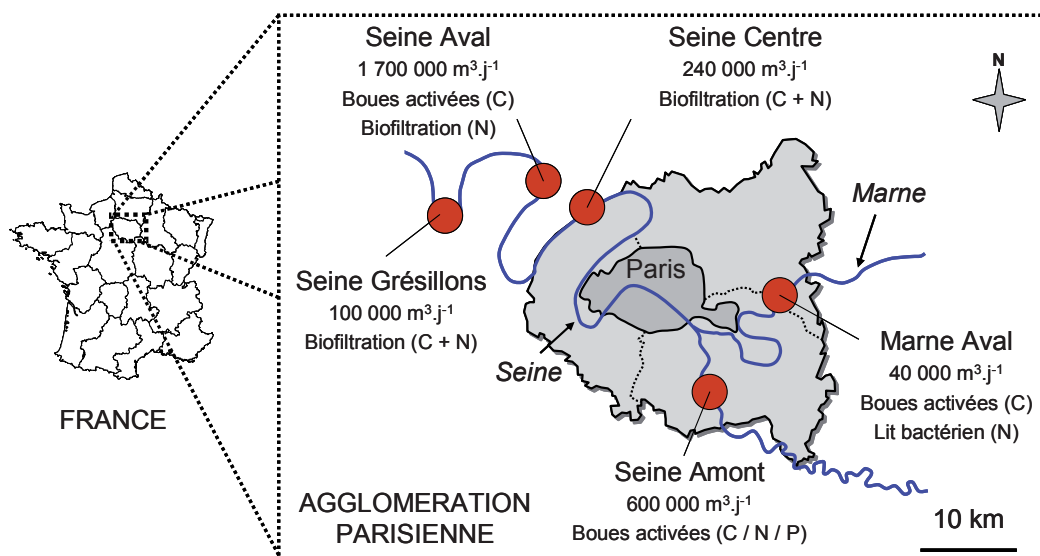 Seine Aval
1 700 000 m³.j⁻¹
Boues activées (C)
Biofiltration (N)
Seine Centre
240 000 m³.j⁻¹
Biofiltration (C + N)
N
Marne
Paris
Seine Grésillons
100 000 m³.j⁻¹
Biofiltration (C + N)
Seine
Marne Aval
40 000 m³.j⁻¹
Boues activées (C)
Lit bactérien (N)
FRANCE
Seine Amont
600 000 m³.j⁻¹
Boues activées (C / N / P)
AGGLOMERATION
PARISIENNE
10 km